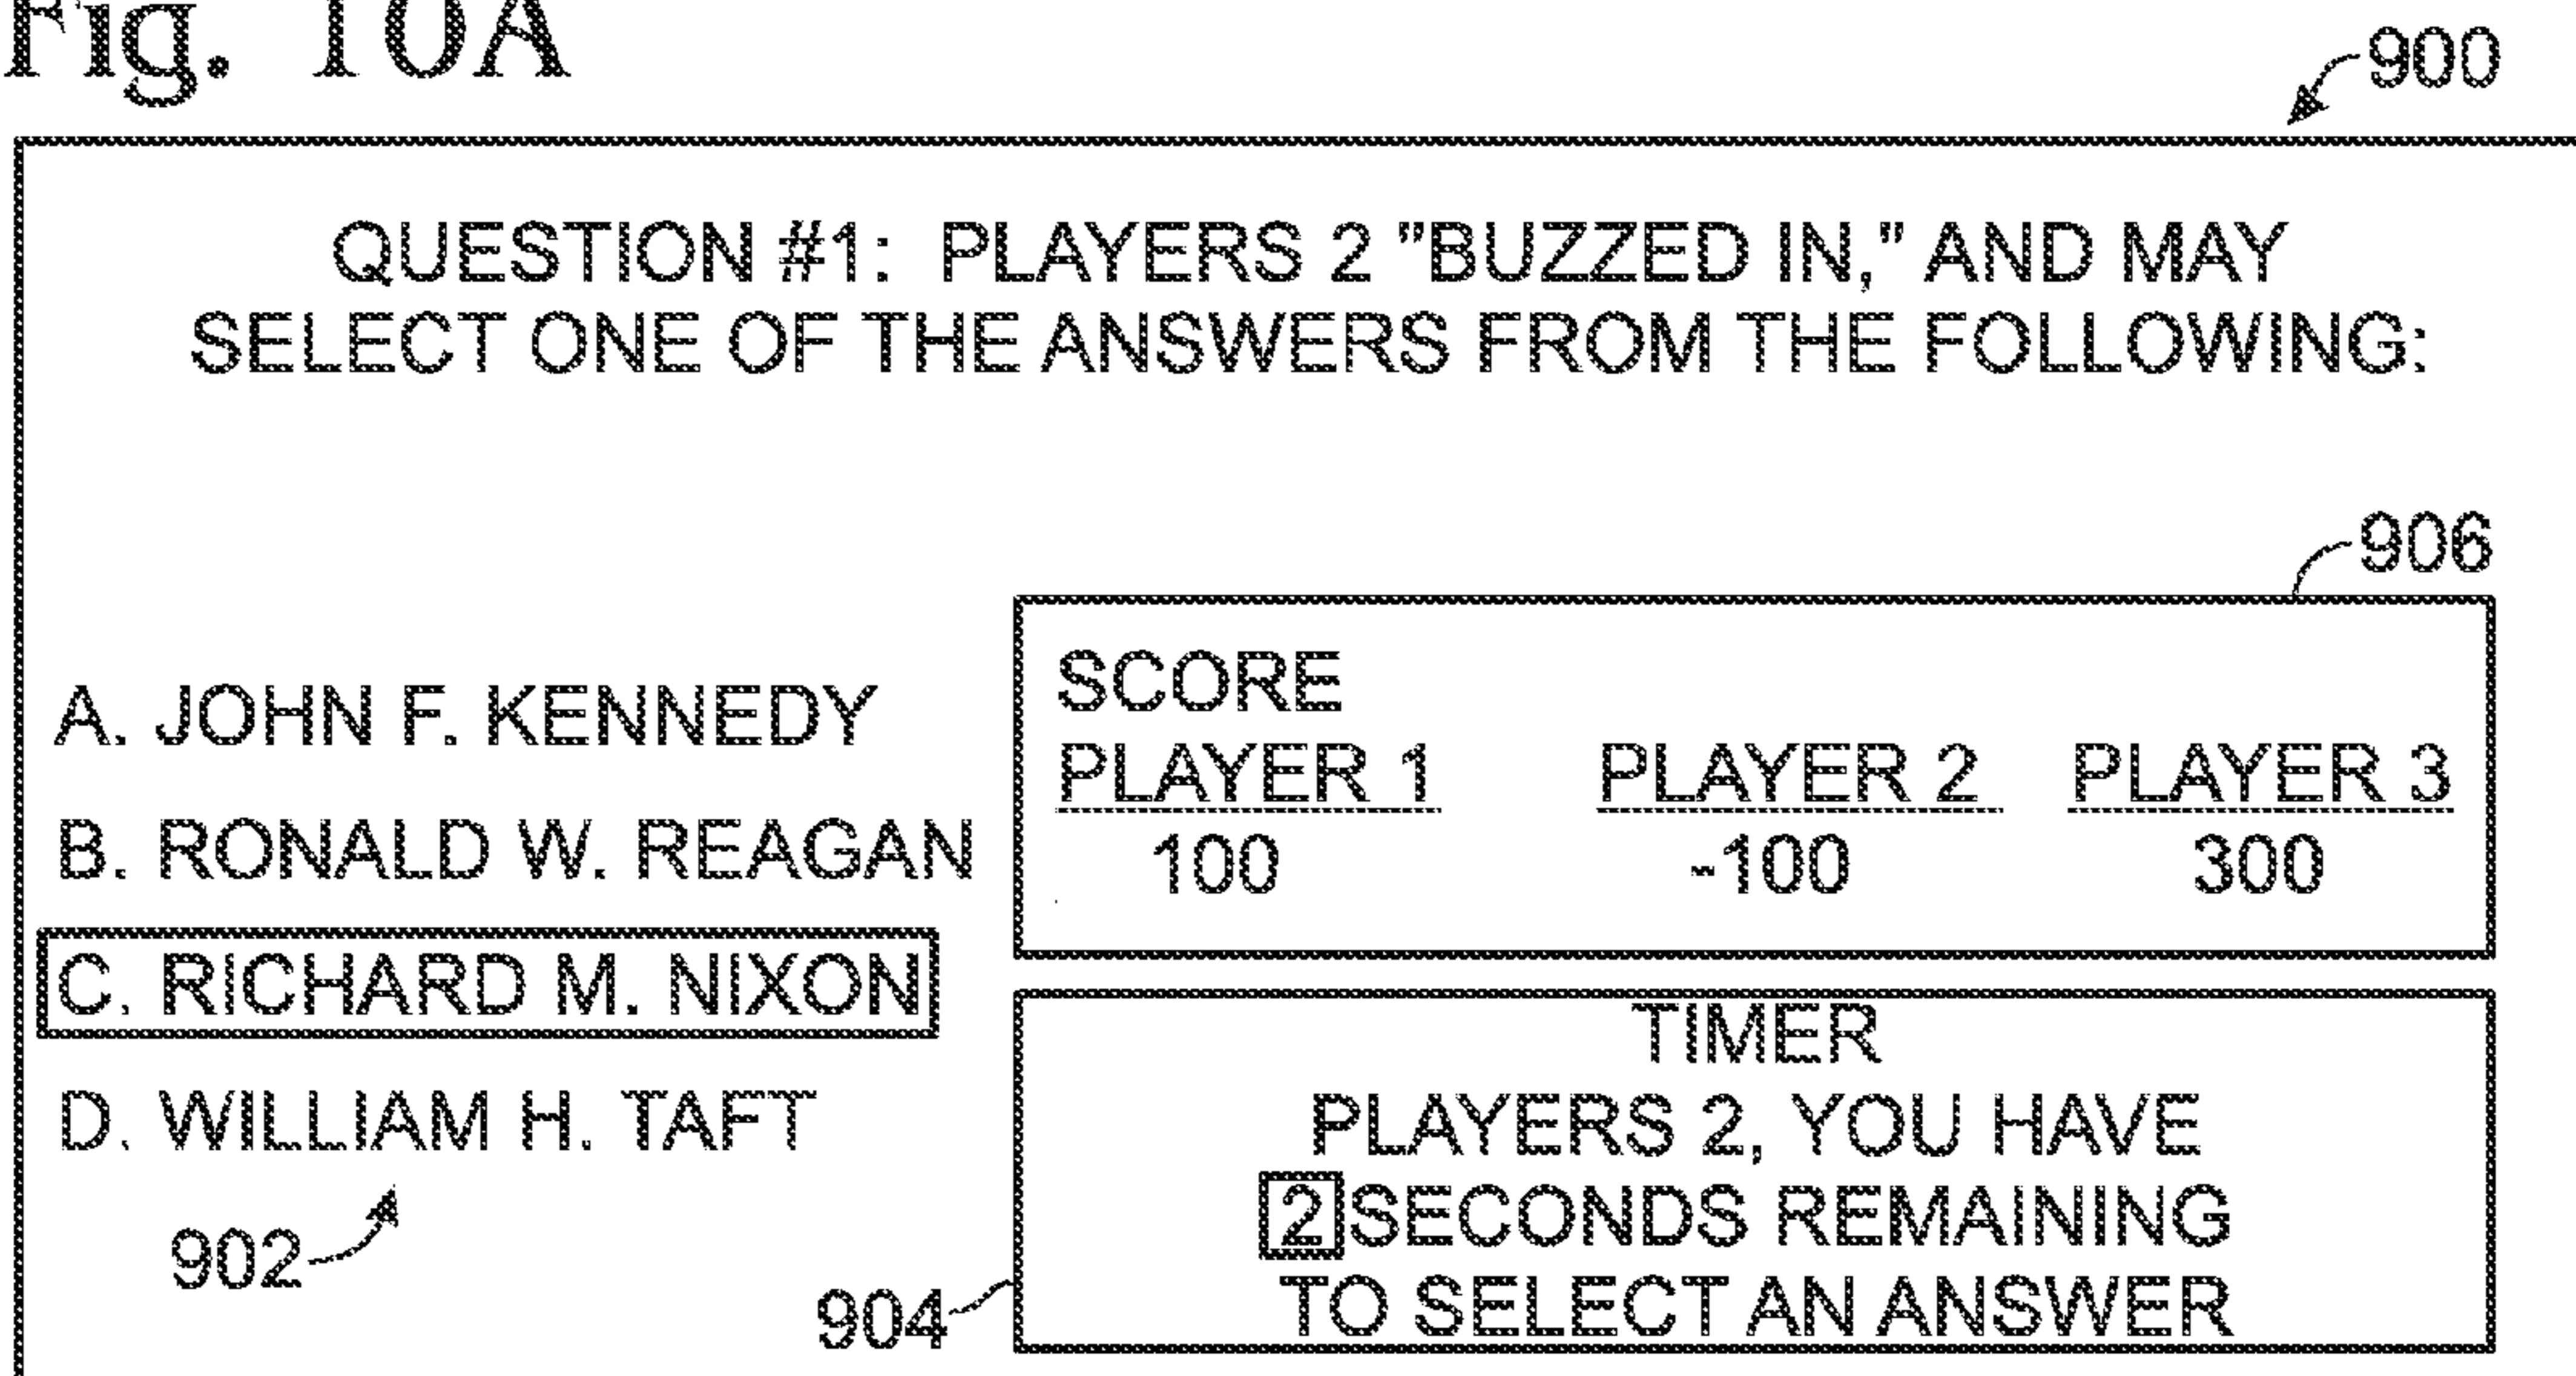 Fig. 10A
900
QUESTION #1: PLAYERS 2 "BUZZED IN," AND MAY
SELECT ONE OF THE ANSWERS FROM THE FOLLOWING:
906
A. JOHN F. KENNEDY
B. RONALD W. REAGAN
C. RICHARD M. NIXON
D. WILLIAM H. TAFT
902
SCORE
PLAYER 1 PLAYER 2 PLAYER 3
100 -100 300
TIMER
PLAYERS 2, YOU HAVE
2 SECONDS REMAINING
TO SELECT AN ANSWER
904